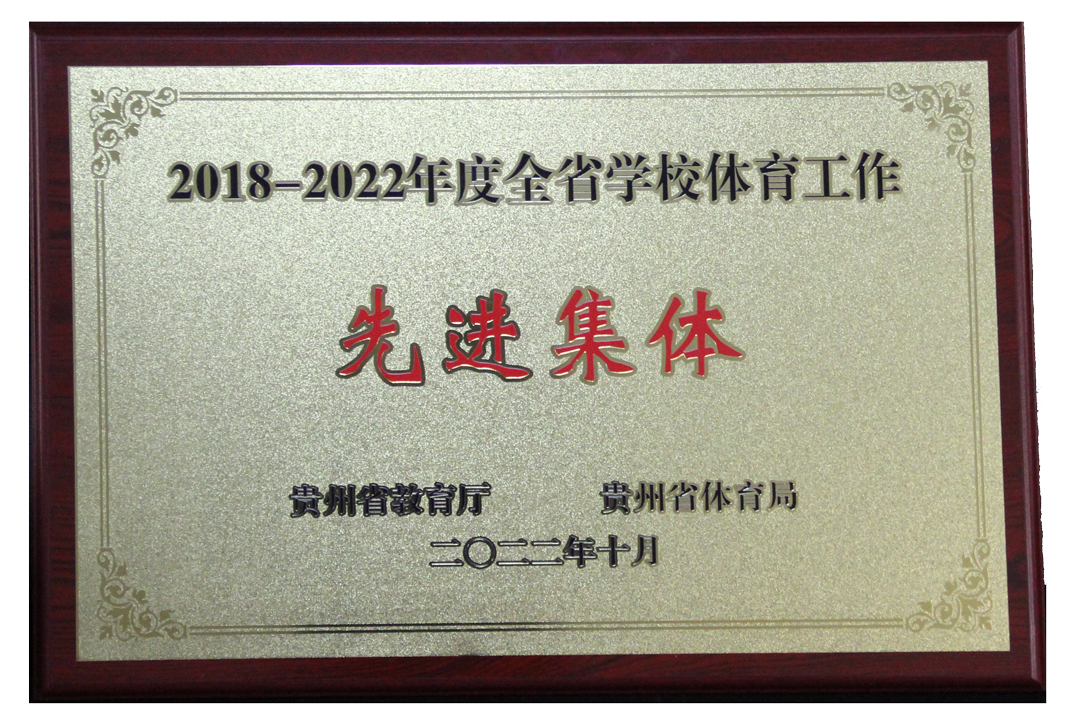 2018-2022年度全省学校体育工作
先进集体
贵州省教育厅 贵州省体育局
二〇二二年十月